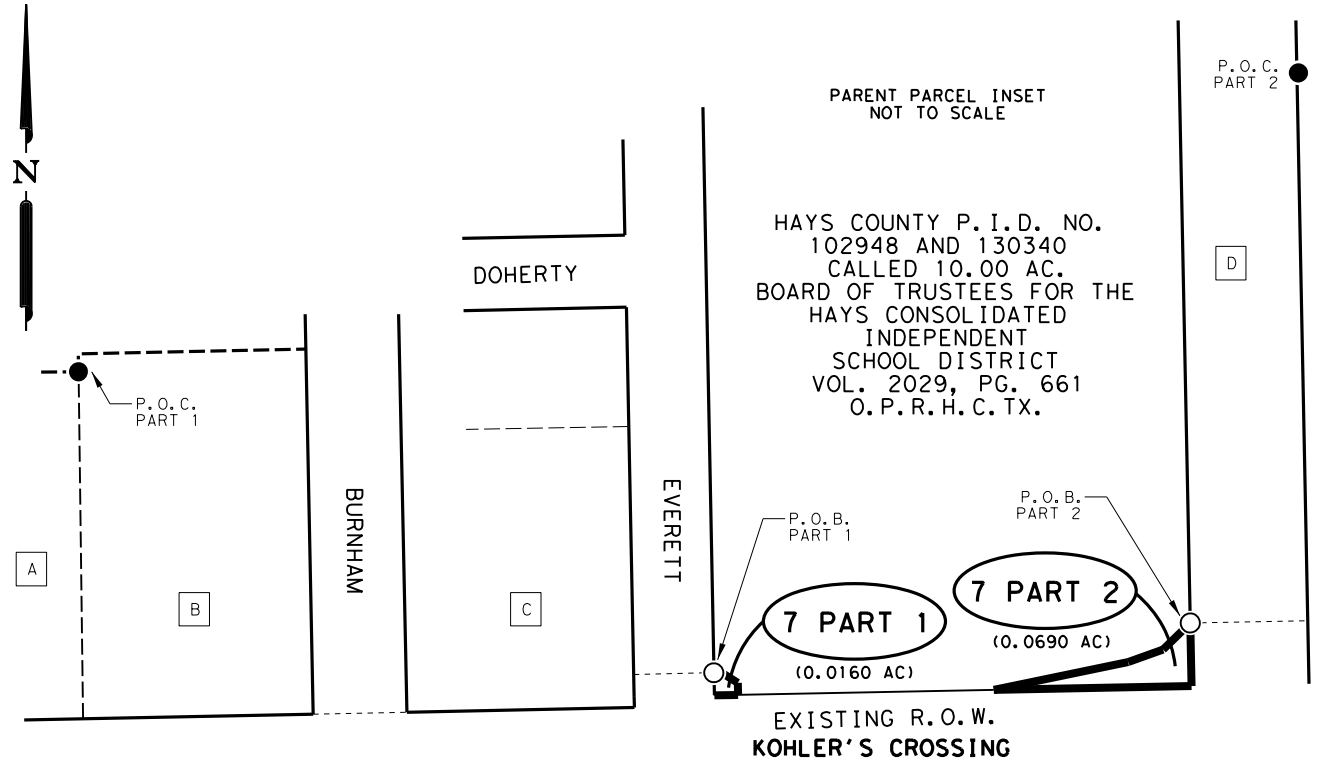 P.O.C.
PART 2
PARENT PARCEL INSET
NOT TO SCALE
N
HAYS COUNTY P.I.D. NO.
102948 AND 130340
CALLED 10.00 AC.
BOARD OF TRUSTEES FOR THE
HAYS CONSOLIDATED
INDEPENDENT
SCHOOL DISTRICT
VOL. 2029, PG. 661
O.P.R.H.C.TX.
D
DOHERTY
P.O.C.
PART 1
BURNHAM
EVERETT
P.O.B.
PART 1
P.O.B.
PART 2
A
B
C
7 PART 1
(0.0160 AC)
7 PART 2
(0.0690 AC)
EXISTING R.O.W.
KOHLER'S CROSSING